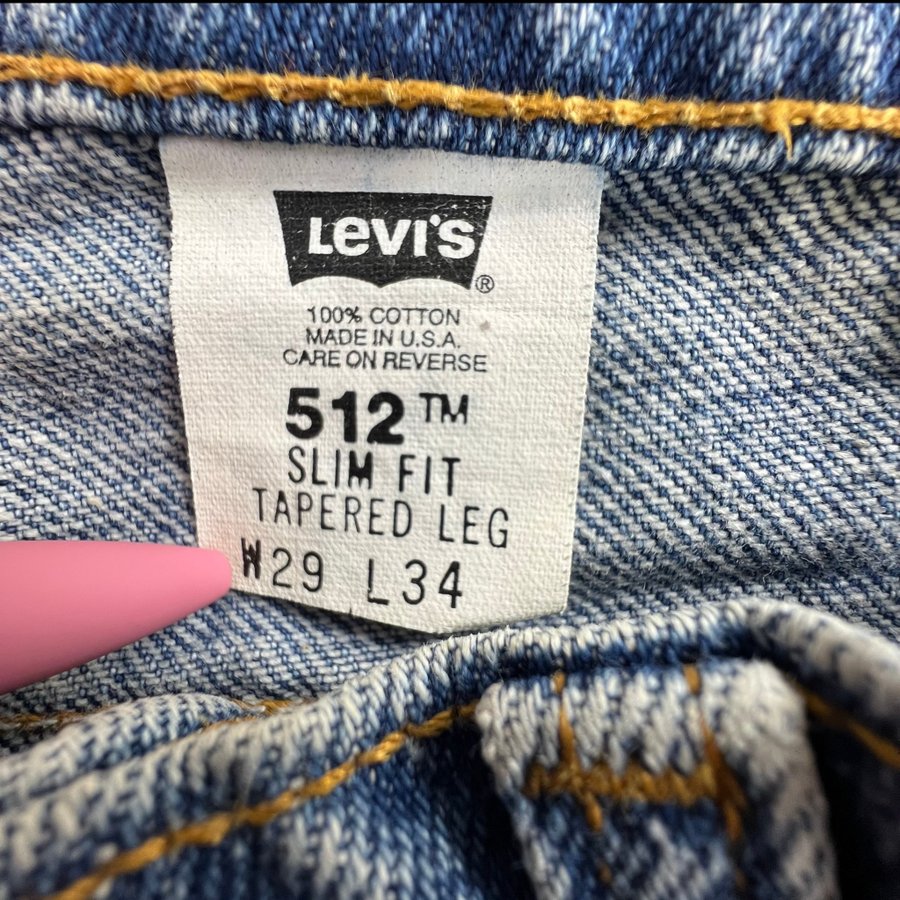 Levi's ®
100% COTTON
MADE IN U.S.A.
CARE ON REVERSE
512™
SLIM FIT
TAPERED LEG
W29 L34